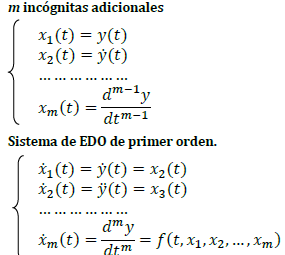 m incógnitas adicionales
x₁(t) = y(t)
x₂(t) = ẏ(t)
... ... ... ... ... ...
xₘ(t) = dᵐ⁻¹y / dtᵐ⁻¹
Sistema de EDO de primer orden.
ẋ₁(t) = ẏ(t) = x₂(t)
ẋ₂(t) = ÿ(t) = x₃(t)
... ... ... ... ... ...
ẋₘ(t) = dᵐy / dtᵐ = f(t, x₁, x₂, ..., xₘ)